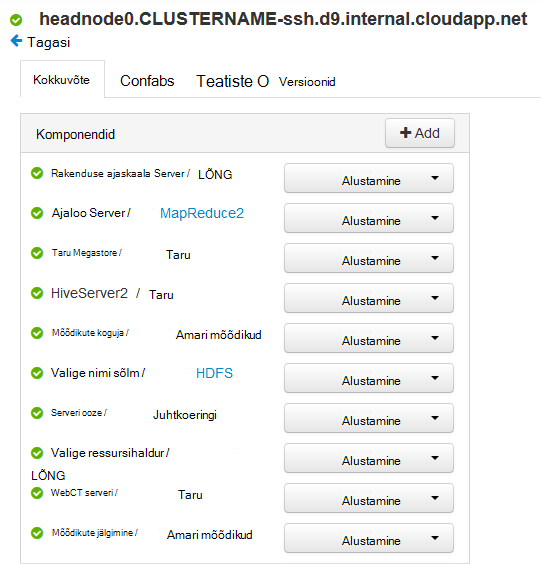 headnode0.CLUSTERNAME-ssh.d9.internal.cloudapp.net
Tagasi
Kokkuvõte Confabs Teatiste O Versioonid
Komponendid + Add
Rakenduse ajaskaala Server / LÕNG Alustamine
Ajaloo Server / MapReduce2 Alustamine
Taru Megastore / Taru Alustamine
HiveServer2 / Taru Alustamine
Mõõdikute koguja / Amari mõõdikud Alustamine
Valige nimi sõlm / HDFS Alustamine
Serveri ooze / Juhtkoeringi Alustamine
Valige ressursihaldur / Alustamine
LÕNG
WebCT serveri / Taru Alustamine
Mõõdikute jälgimine / Amari mõõdikud Alustamine